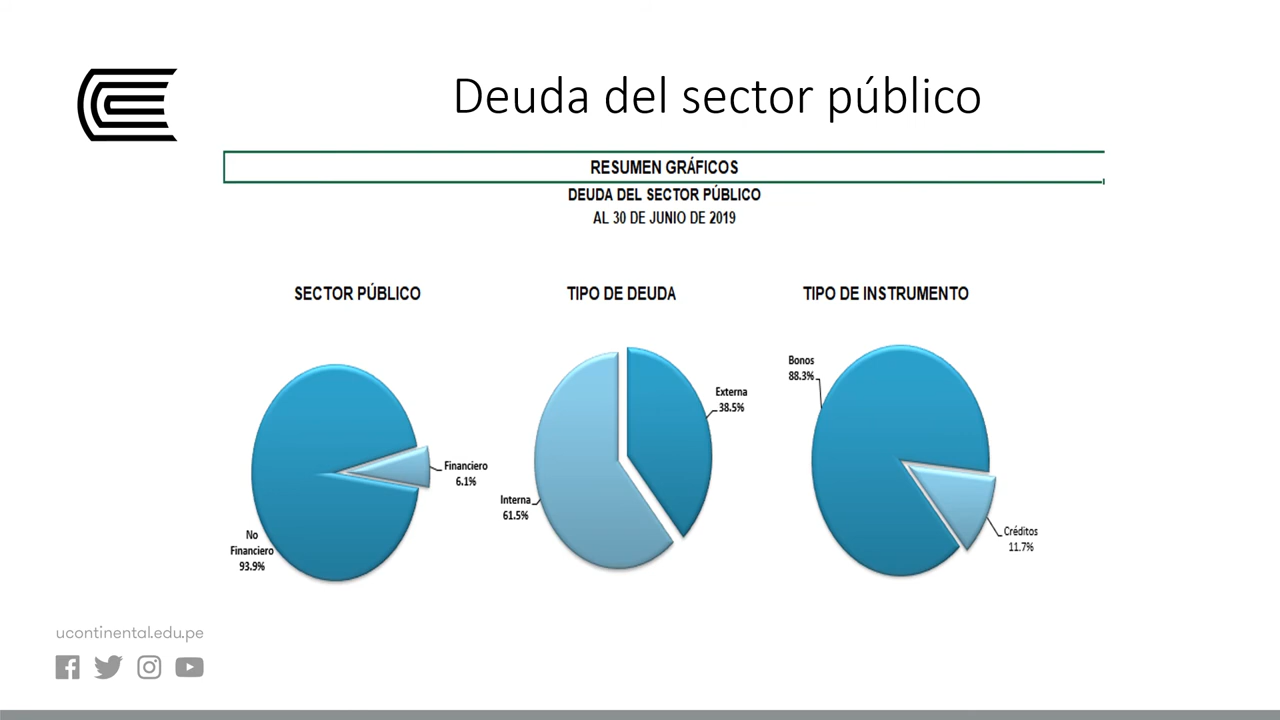 Deuda del sector público
RESUMEN GRÁFICOS
DEUDA DEL SECTOR PÚBLICO
AL 30 DE JUNIO DE 2019
SECTOR PÚBLICO
Financiero
6.1%
No
Financiero
93.9%
TIPO DE DEUDA
Externa
38.5%
Interna
61.5%
TIPO DE INSTRUMENTO
Bonos
88.3%
Créditos
11.7%
ucontinental.edu.pe